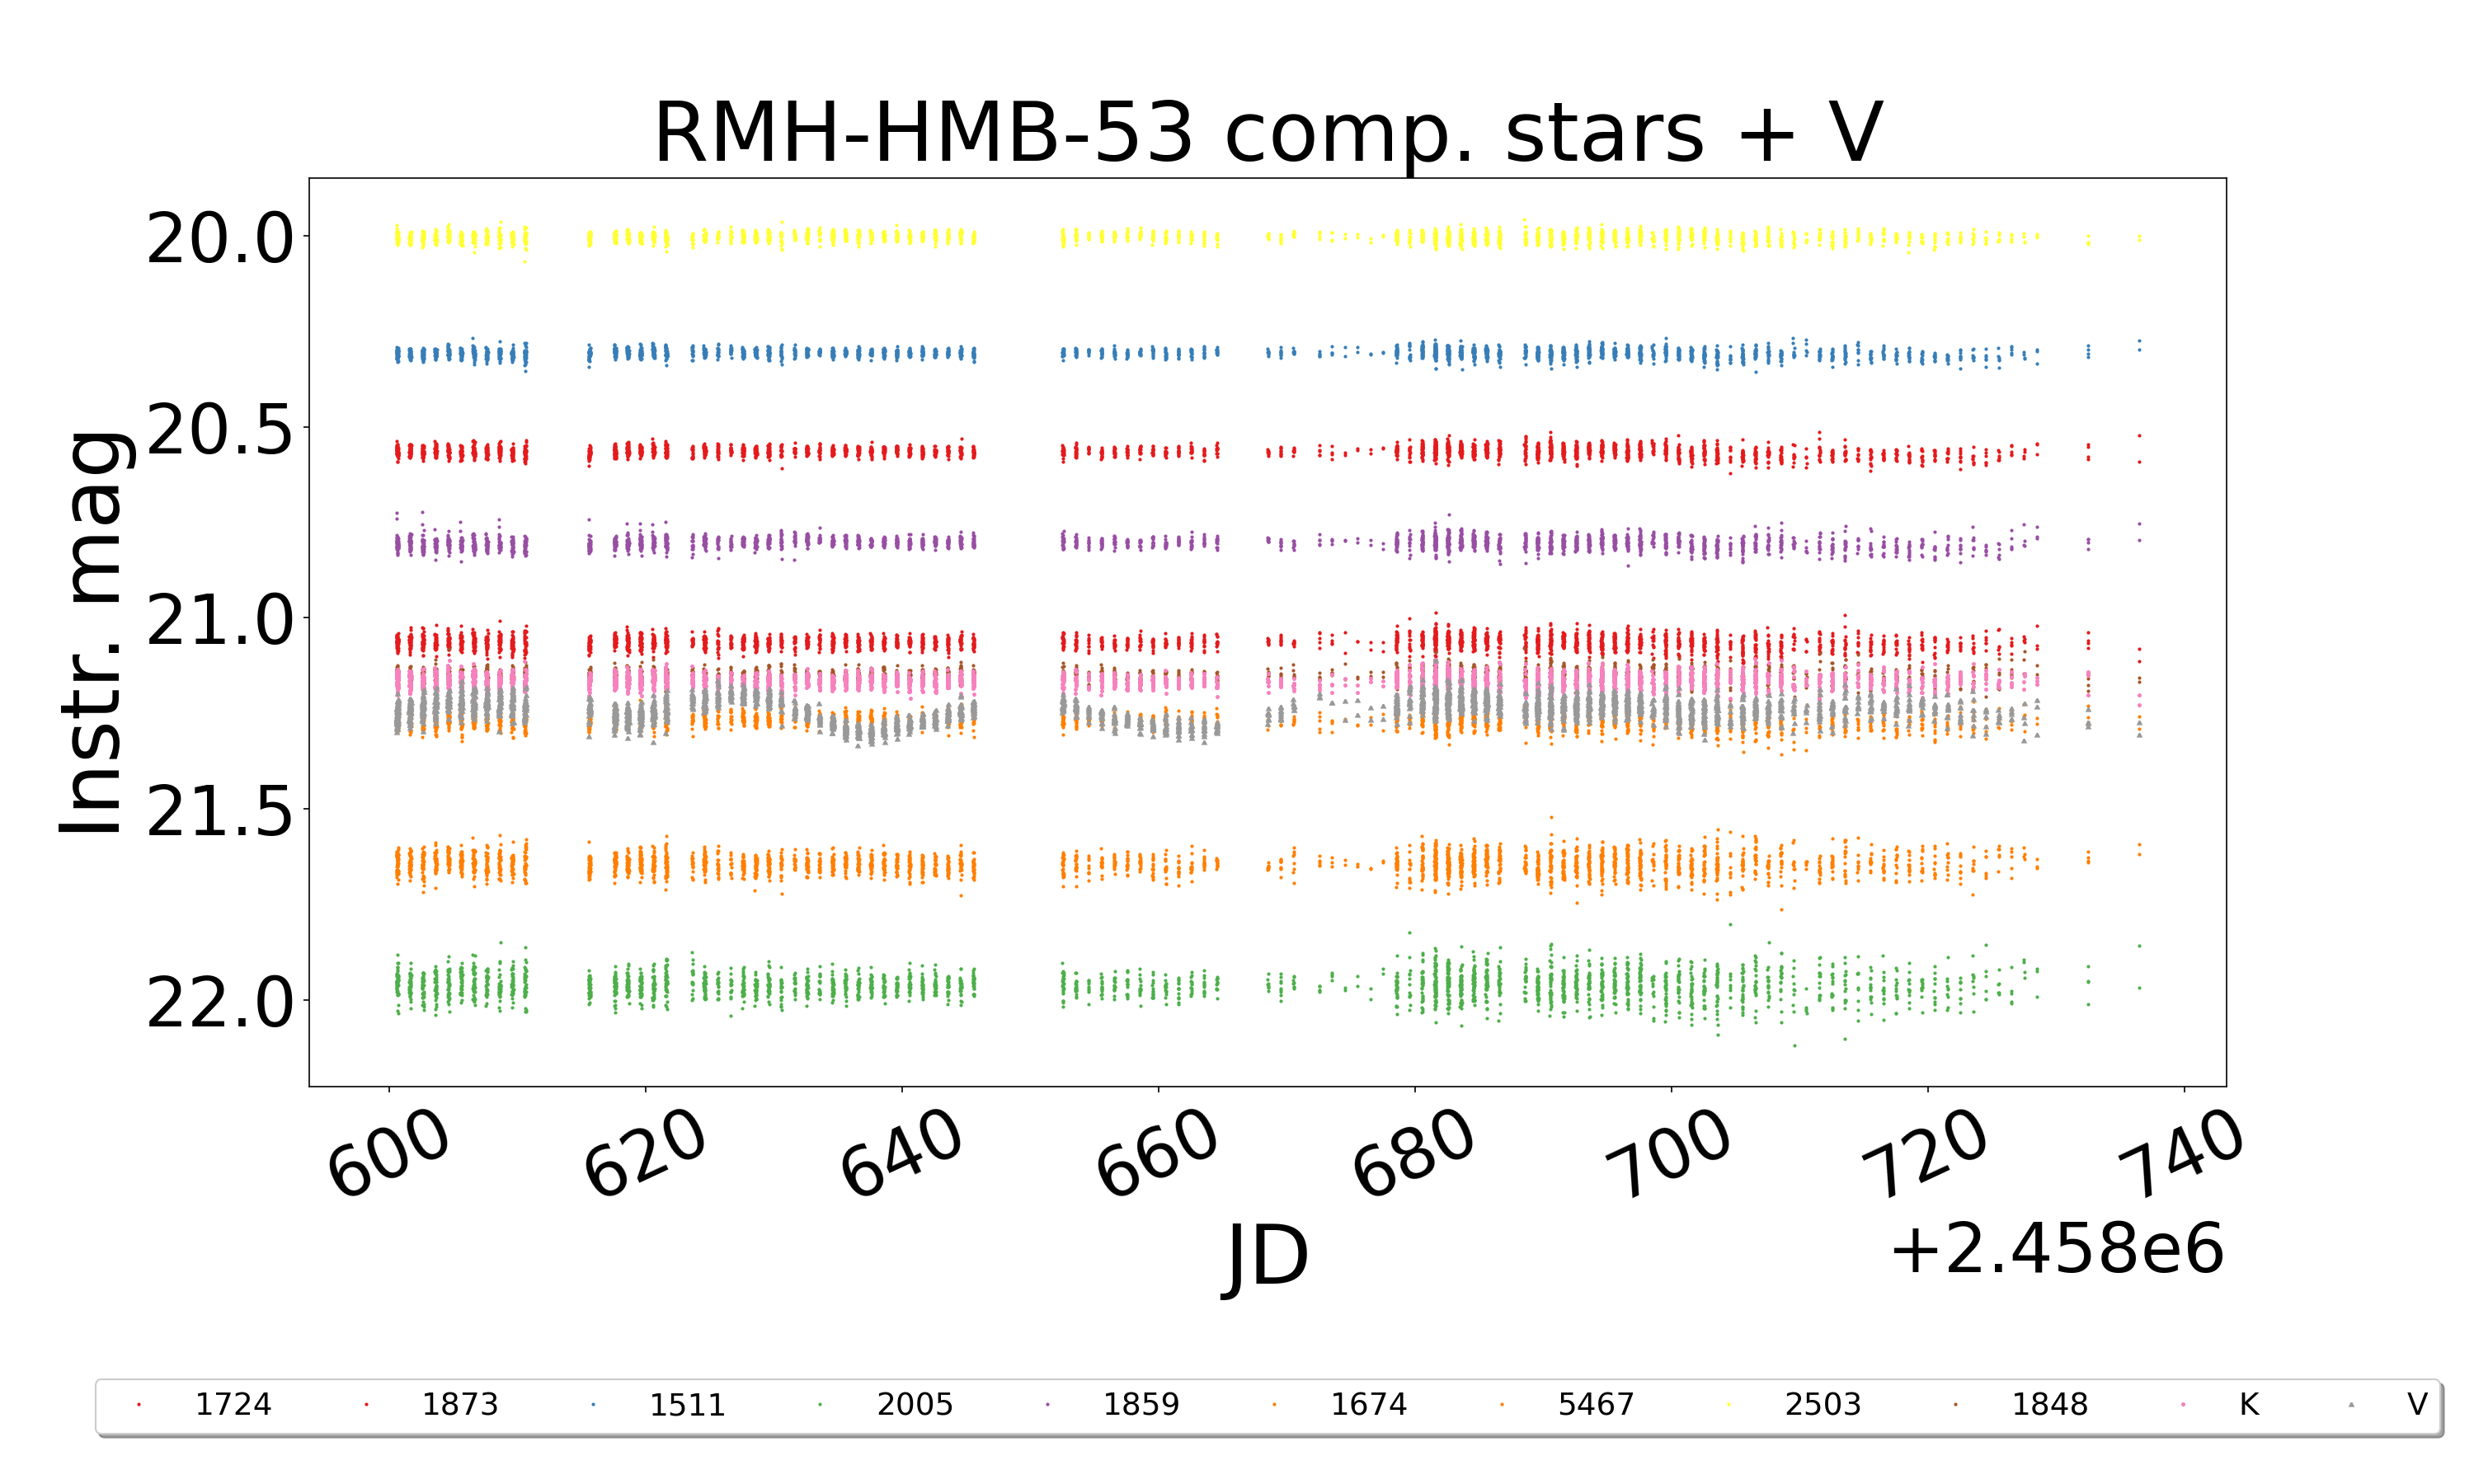 RMH-HMB-53 comp. stars + V
Instr. mag
20.0
20.5
21.0
21.5
22.0
600 620 640 660 680 700 720 740
JD
+2.458e6
1724 1873 1511 2005 1859 1674 5467 2503 1848 K V